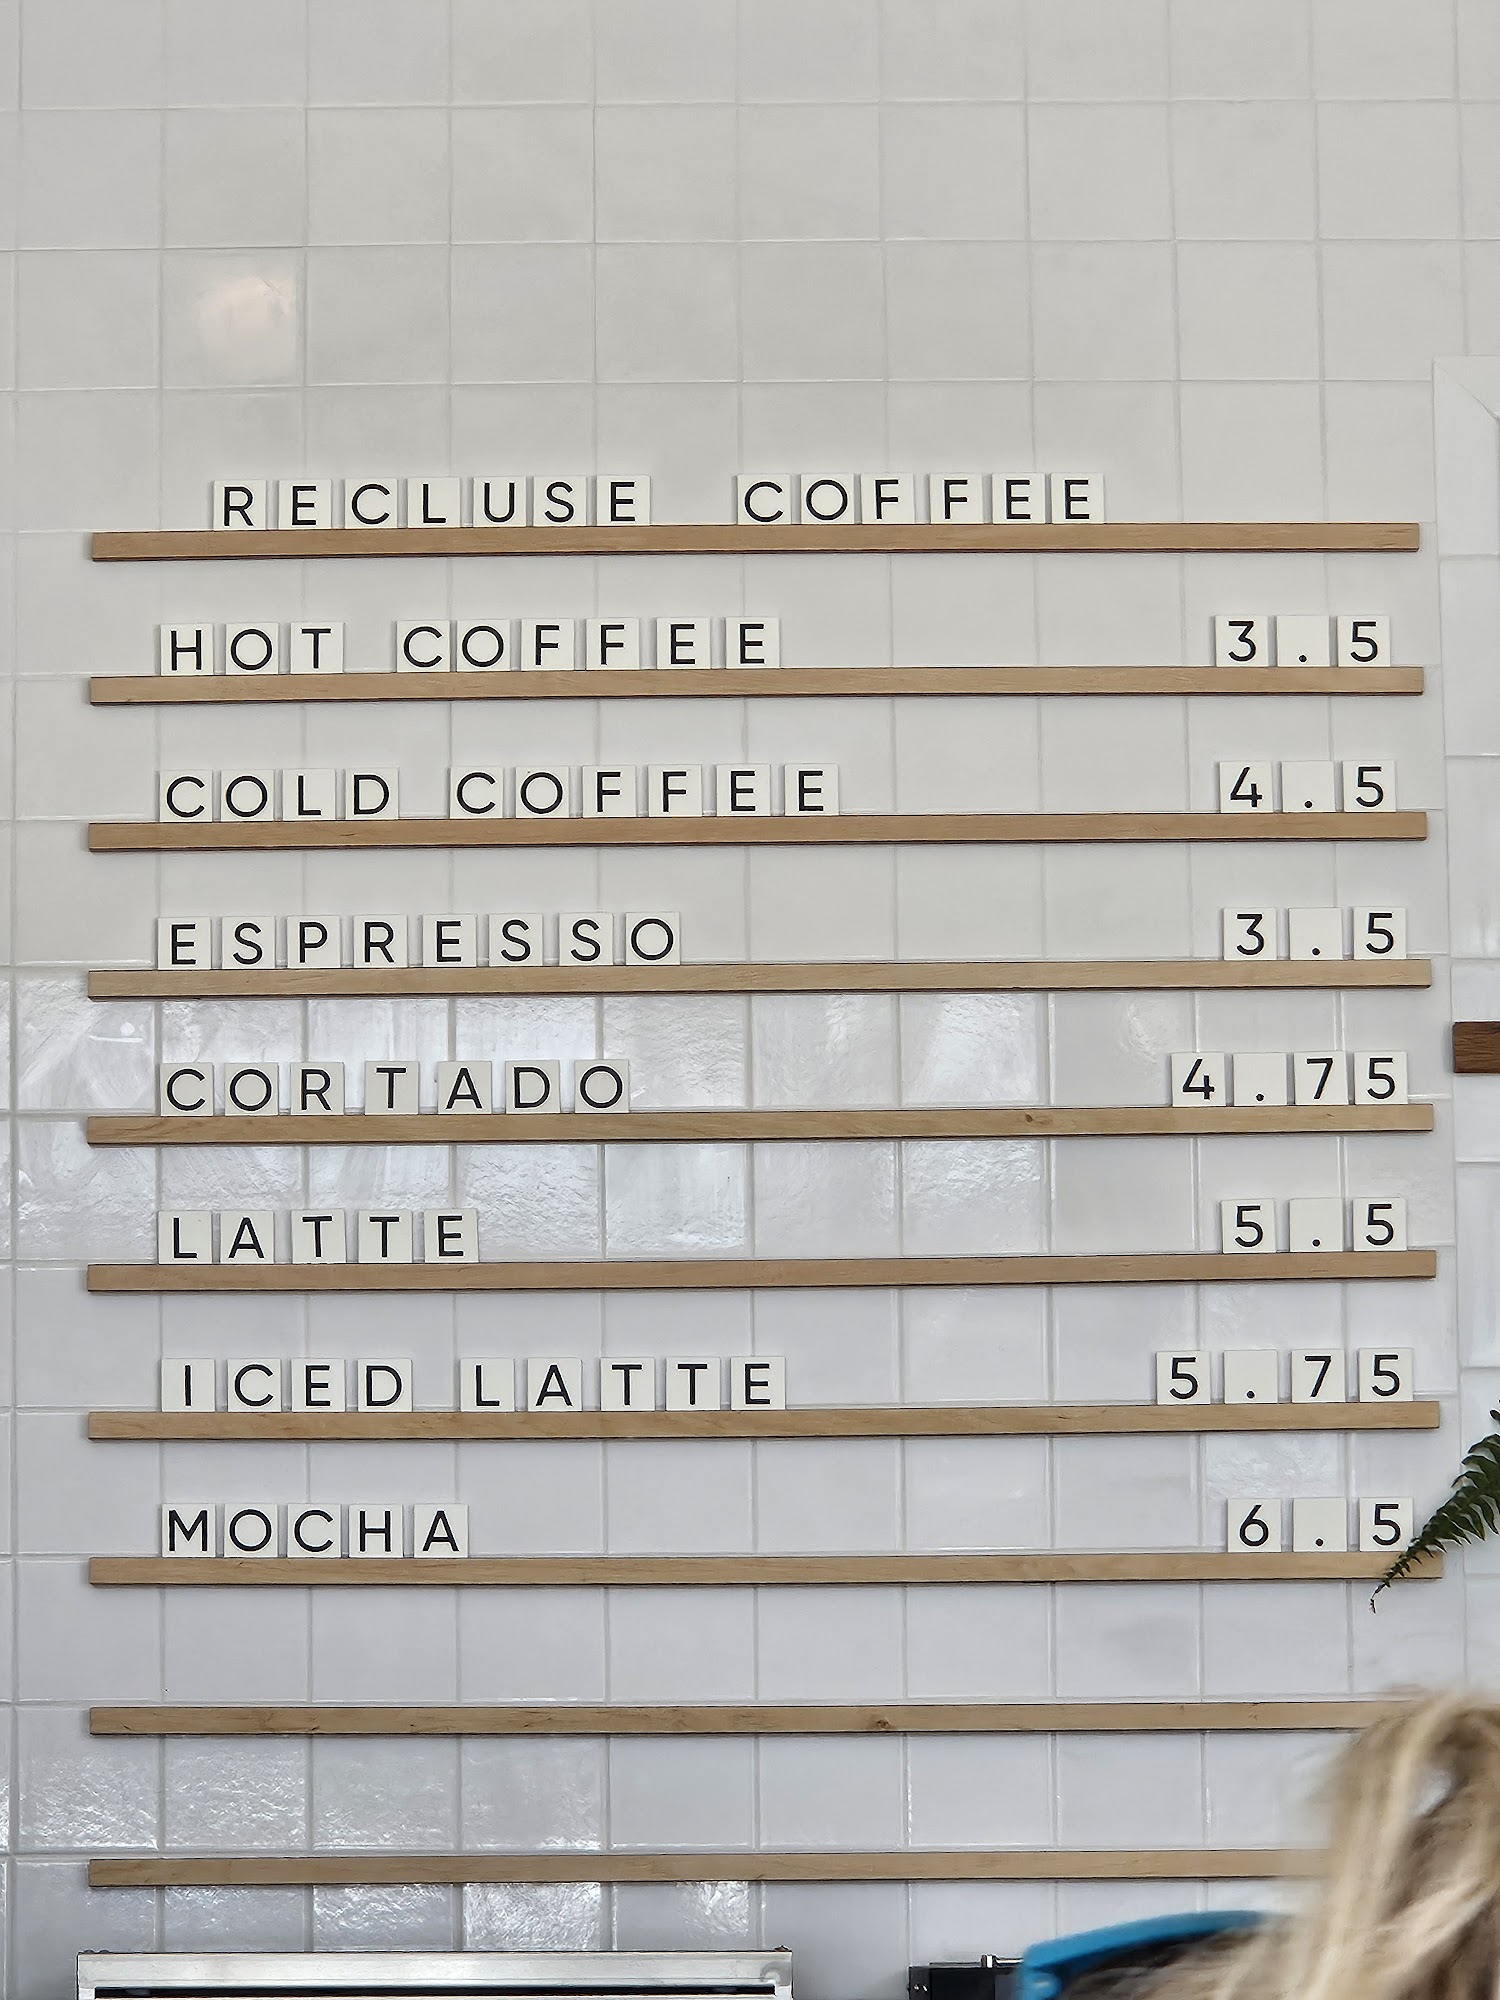 RECLUSE COFFEE
HOT COFFEE 3.5
COLD COFFEE 4.5
ESPRESSO 3.5
CORTADO 4.75
LATTE 5.5
ICED LATTE 5.75
MOCHA 6.5